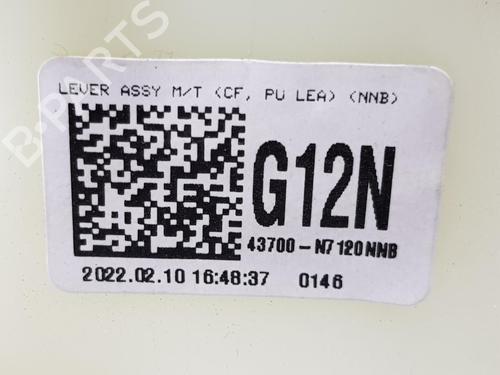 LEVER ASSY M/T (CF, PU LEA) (NNB)
G12N
43700-N7120NNB
2022.02.10 16:48:37 0146
B-PARTS